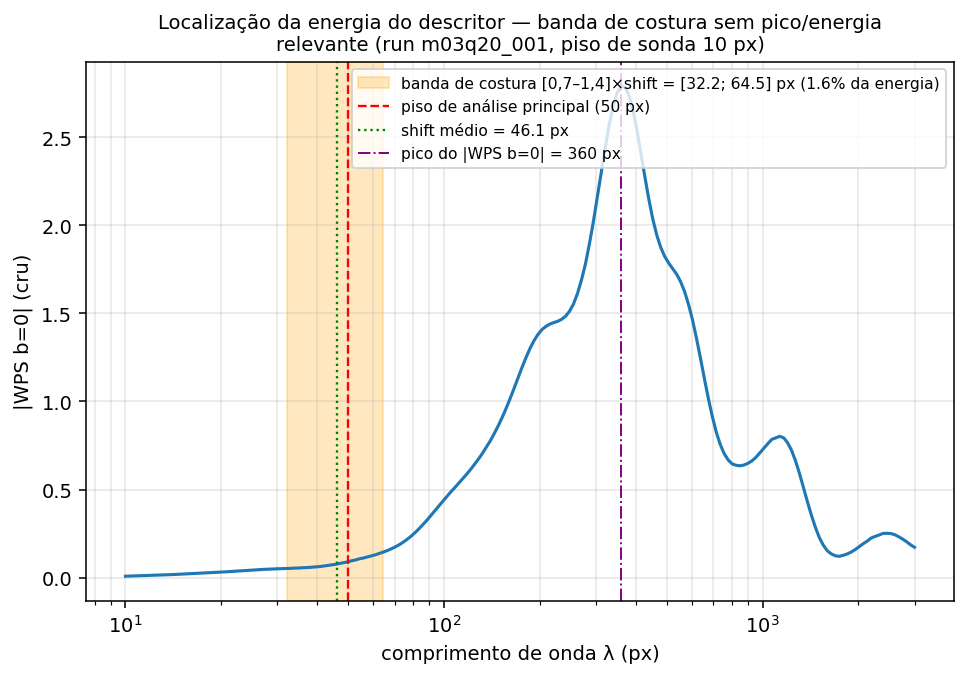 Localização da energia do descritor — banda de costura sem pico/energia
relevante (run m03q20_001, piso de sonda 10 px)
banda de costura [0,7–1,4]×shift = [32.2; 64.5] px (1.6% da energia)
piso de análise principal (50 px)
shift médio = 46.1 px
pico do |WPS b=0| = 360 px
|WPS b=0| (cru)
2.5
2.0
1.5
1.0
0.5
0.0
10¹
10²
10³
comprimento de onda λ (px)